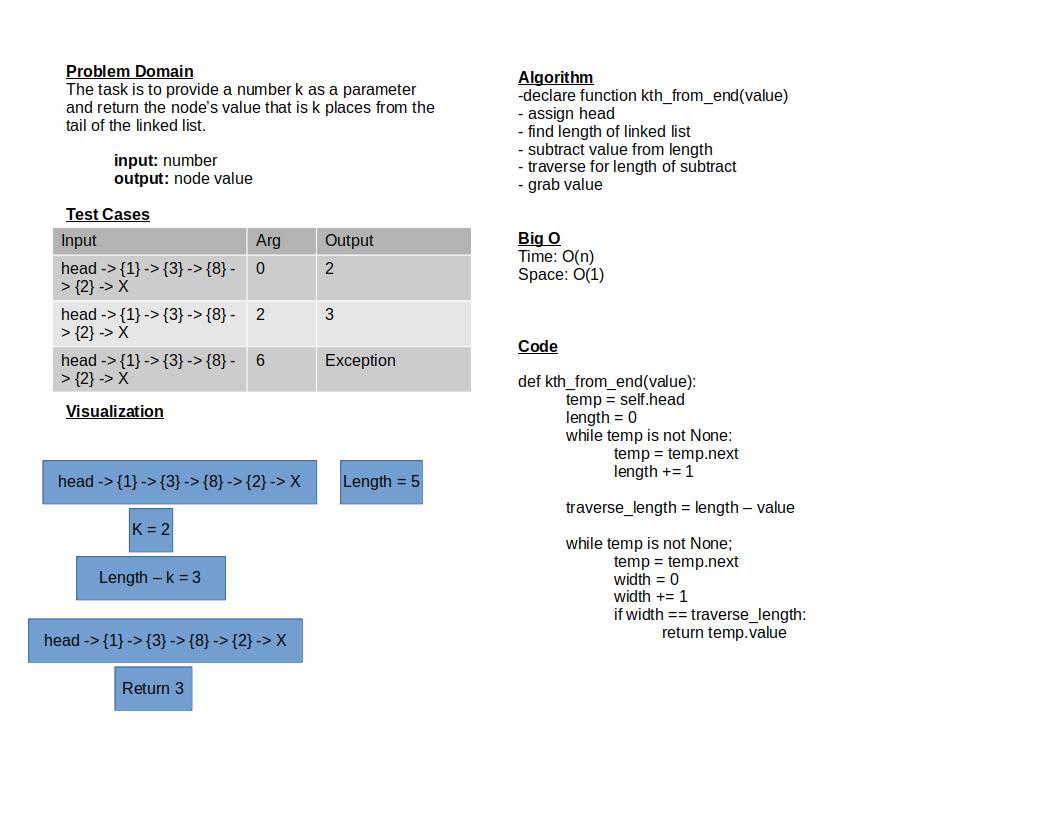 Problem Domain
The task is to provide a number k as a parameter
and return the node’s value that is k places from the
tail of the linked list.
input: number
output: node value
Test Cases
Input Arg Output
head -> {1} -> {3} -> {8} - 0 2
> {2} -> X
head -> {1} -> {3} -> {8} - 2 3
> {2} -> X
head -> {1} -> {3} -> {8} - 6 Exception
> {2} -> X
Visualization
head -> {1} -> {3} -> {8} -> {2} -> X
Length = 5
K = 2
Length – k = 3
head -> {1} -> {3} -> {8} -> {2} -> X
Return 3
Algorithm
-declare function kth_from_end(value)
- assign head
- find length of linked list
- subtract value from length
- traverse for length of subtract
- grab value
Big O
Time: O(n)
Space: O(1)
Code
def kth_from_end(value):
temp = self.head
length = 0
while temp is not None:
temp = temp.next
length += 1
traverse_length = length – value
while temp is not None;
temp = temp.next
width = 0
width += 1
if width == traverse_length:
return temp.value